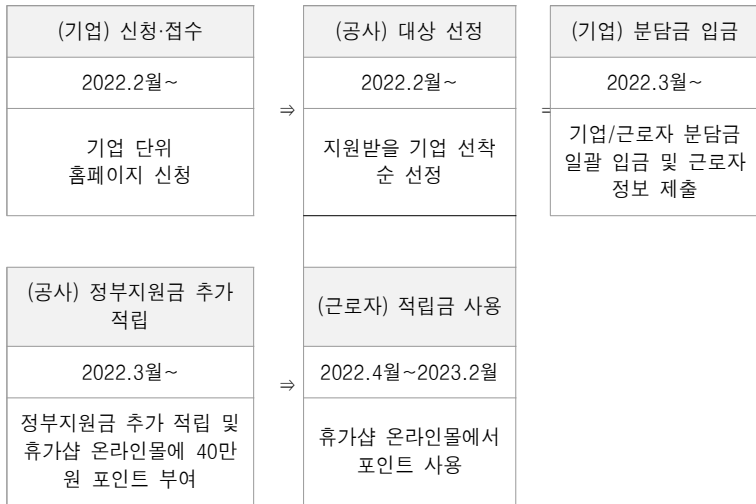 (기업) 신청·접수
2022.2월~
기업 단위
홈페이지 신청
⇒
(공사) 대상 선정
2022.2월~
지원받을 기업 선착
순 선정
(기업) 분담금 입금
2022.3월~
기업/근로자 분담금
일괄 입금 및 근로자
정보 제출
(공사) 정부지원금 추가
적립
2022.3월~
정부지원금 추가 적립 및
휴가샵 온라인몰에 40만
원 포인트 부여
⇒
(근로자) 적립금 사용
2022.4월~2023.2월
휴가샵 온라인몰에서
포인트 사용